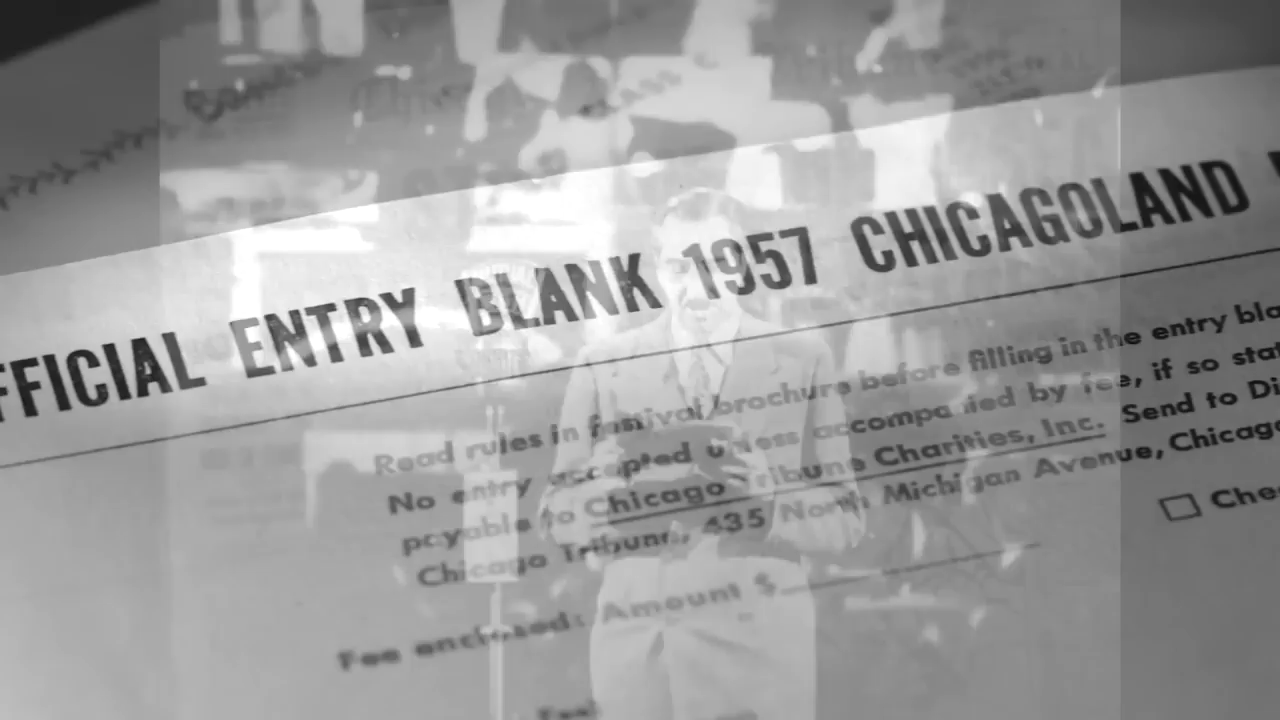 FFICIAL ENTRY BLANK 1957 CHICAGOLAND
Read rules in festival brochure before filling in the entry bla
No entry accepted unless accompanied by fee, if so stat
payable to Chicago Tribune Charities, Inc. Send to Di
Chicago Tribune, 435 North Michigan Avenue, Chicago
Che
Fee enclosed: Amount $